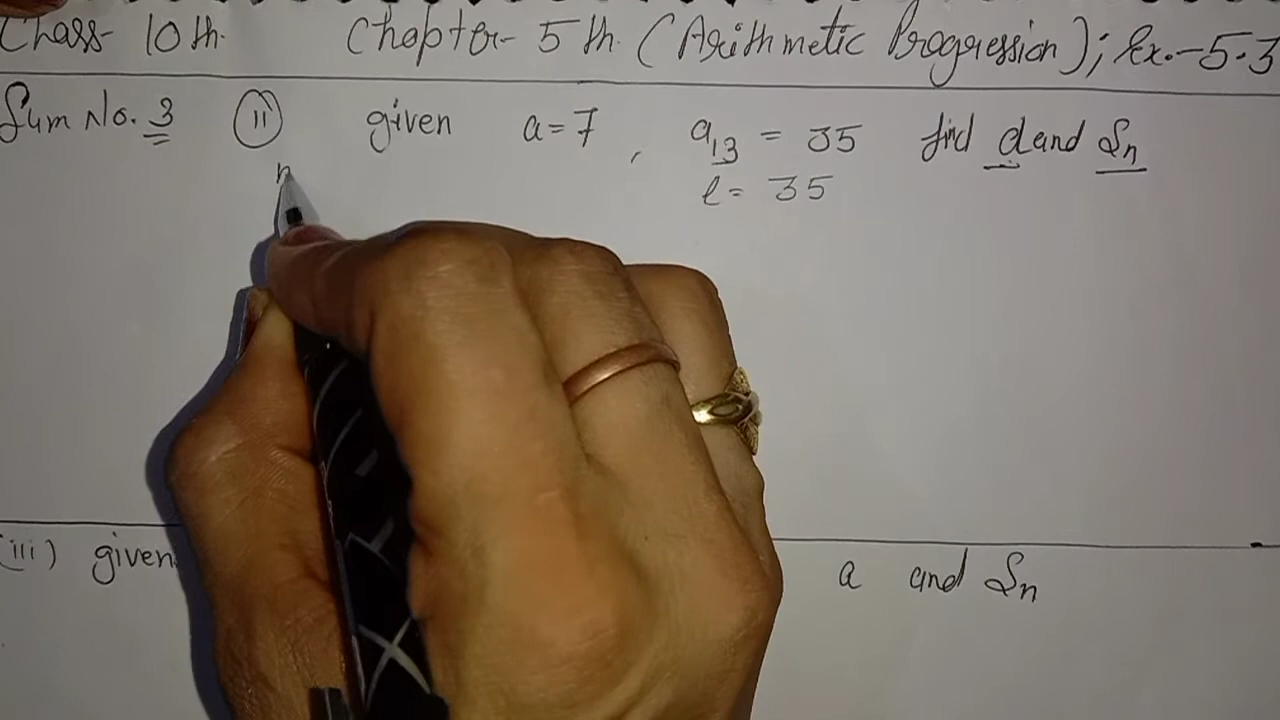 Class- 10th. Chapter- 5th. (Arithmetic Progression); Ex.-5.3
Sum No. 3 (ii) given a=7, a13 = 35 find d and Sn
n l= 35
(iii) given a and Sn